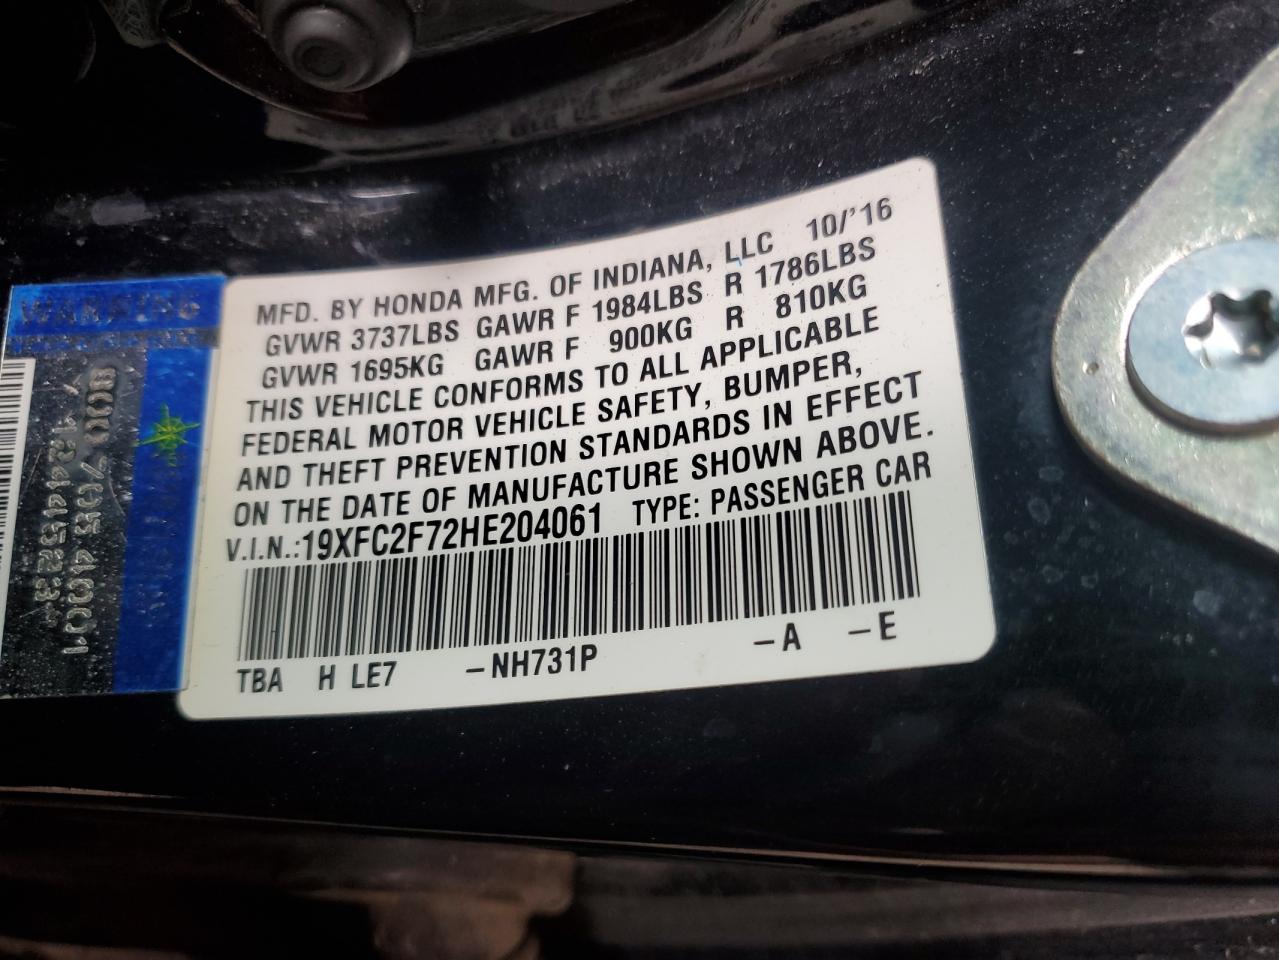 MFD. BY HONDA MFG. OF INDIANA, LLC 10/'16
GVWR 3737LBS GAWR F 1984LBS R 1786LBS
GVWR 1695KG GAWR F 900KG R 810KG
THIS VEHICLE CONFORMS TO ALL APPLICABLE
FEDERAL MOTOR VEHICLE SAFETY, BUMPER,
AND THEFT PREVENTION STANDARDS IN EFFECT
ON THE DATE OF MANUFACTURE SHOWN ABOVE.
V.I.N.:19XFC2F72HE204061 TYPE: PASSENGER CAR
TBA H LE7 -NH731P -A -E
WARNING